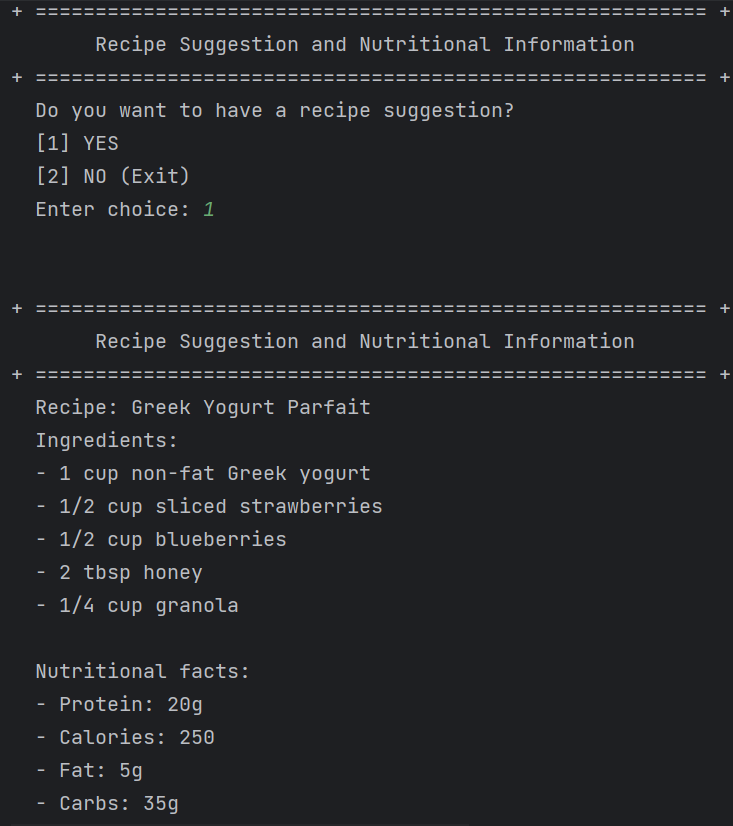 + ======================================================== +
Recipe Suggestion and Nutritional Information
+ ======================================================== +
Do you want to have a recipe suggestion?
[1] YES
[2] NO (Exit)
Enter choice: 1
+ ======================================================== +
Recipe Suggestion and Nutritional Information
+ ======================================================== +
Recipe: Greek Yogurt Parfait
Ingredients:
- 1 cup non-fat Greek yogurt
- 1/2 cup sliced strawberries
- 1/2 cup blueberries
- 2 tbsp honey
- 1/4 cup granola
Nutritional facts:
- Protein: 20g
- Calories: 250
- Fat: 5g
- Carbs: 35g